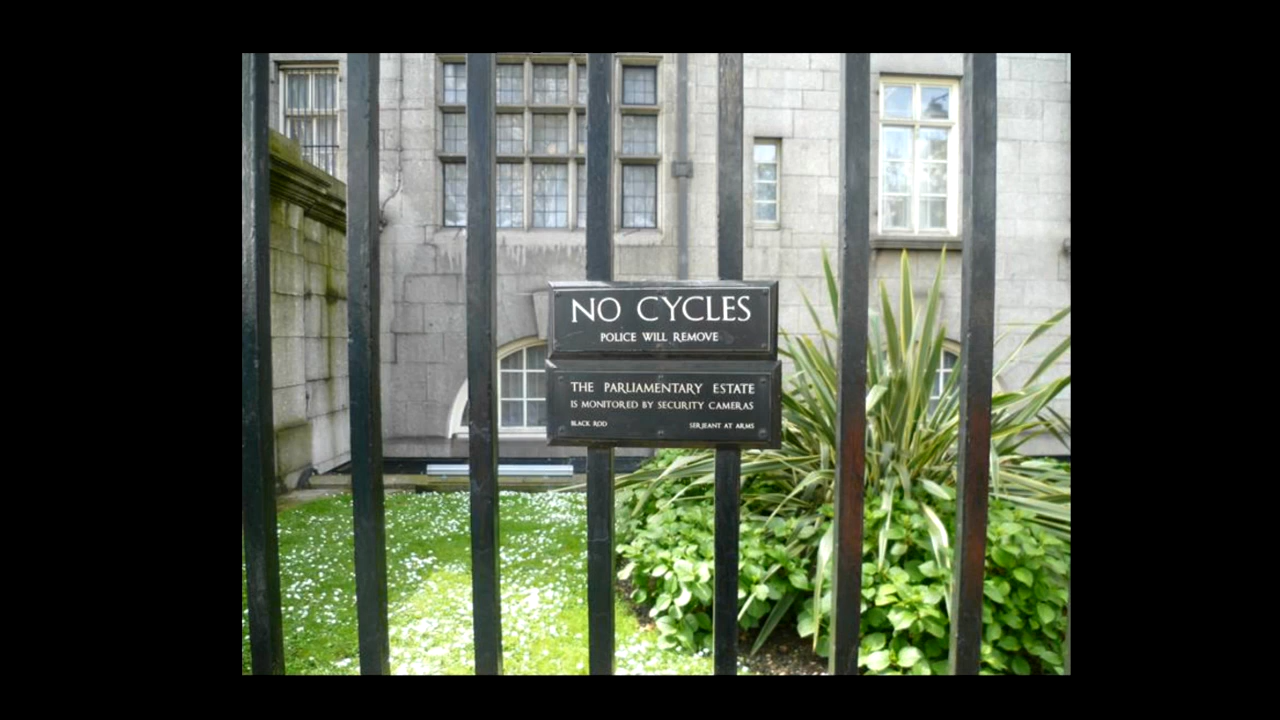 NO CYCLES
POLICE WILL REMOVE
THE PARLIAMENTARY ESTATE
IS MONITORED BY SECURITY CAMERAS
BLACK ROD SERJEANT AT ARMS